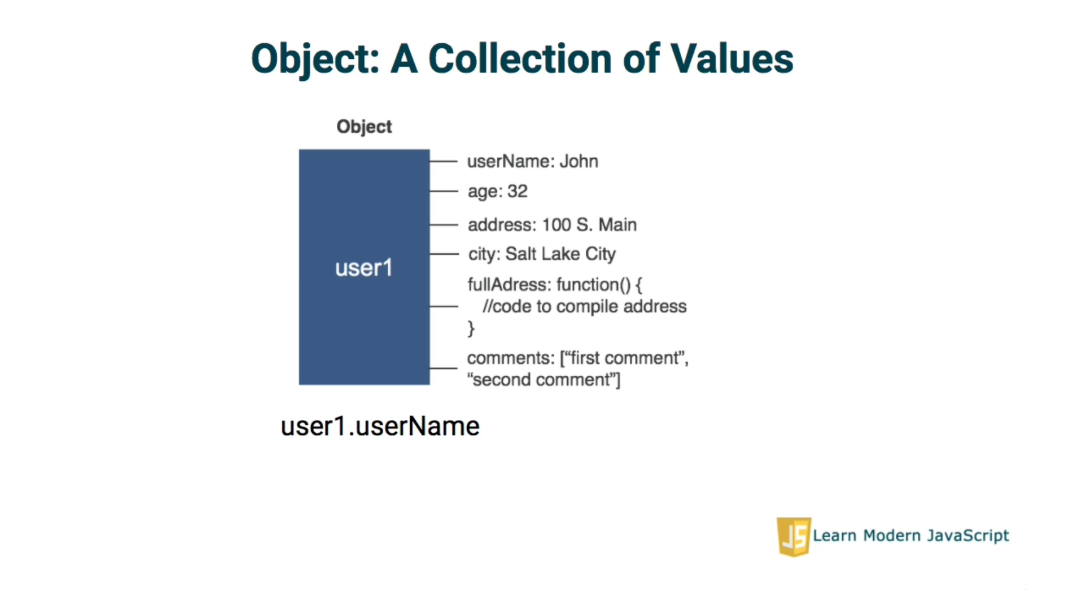 Object: A Collection of Values
Object
user1
userName: John
age: 32
address: 100 S. Main
city: Salt Lake City
fullAdress: function() {
//code to compile address
}
comments: [“first comment”,
“second comment”]
user1.userName
JS
Learn Modern JavaScript